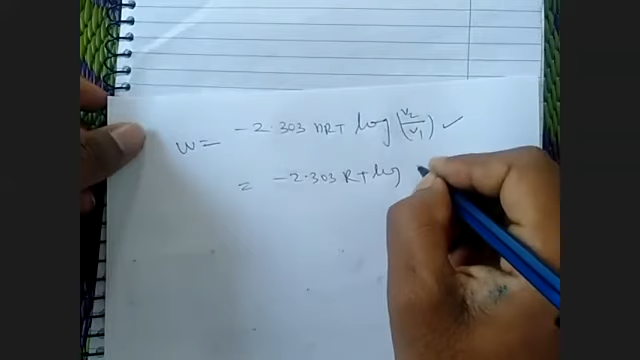 W = -2.303 nRT log (V2/V1) ✓
= -2.303 RT log